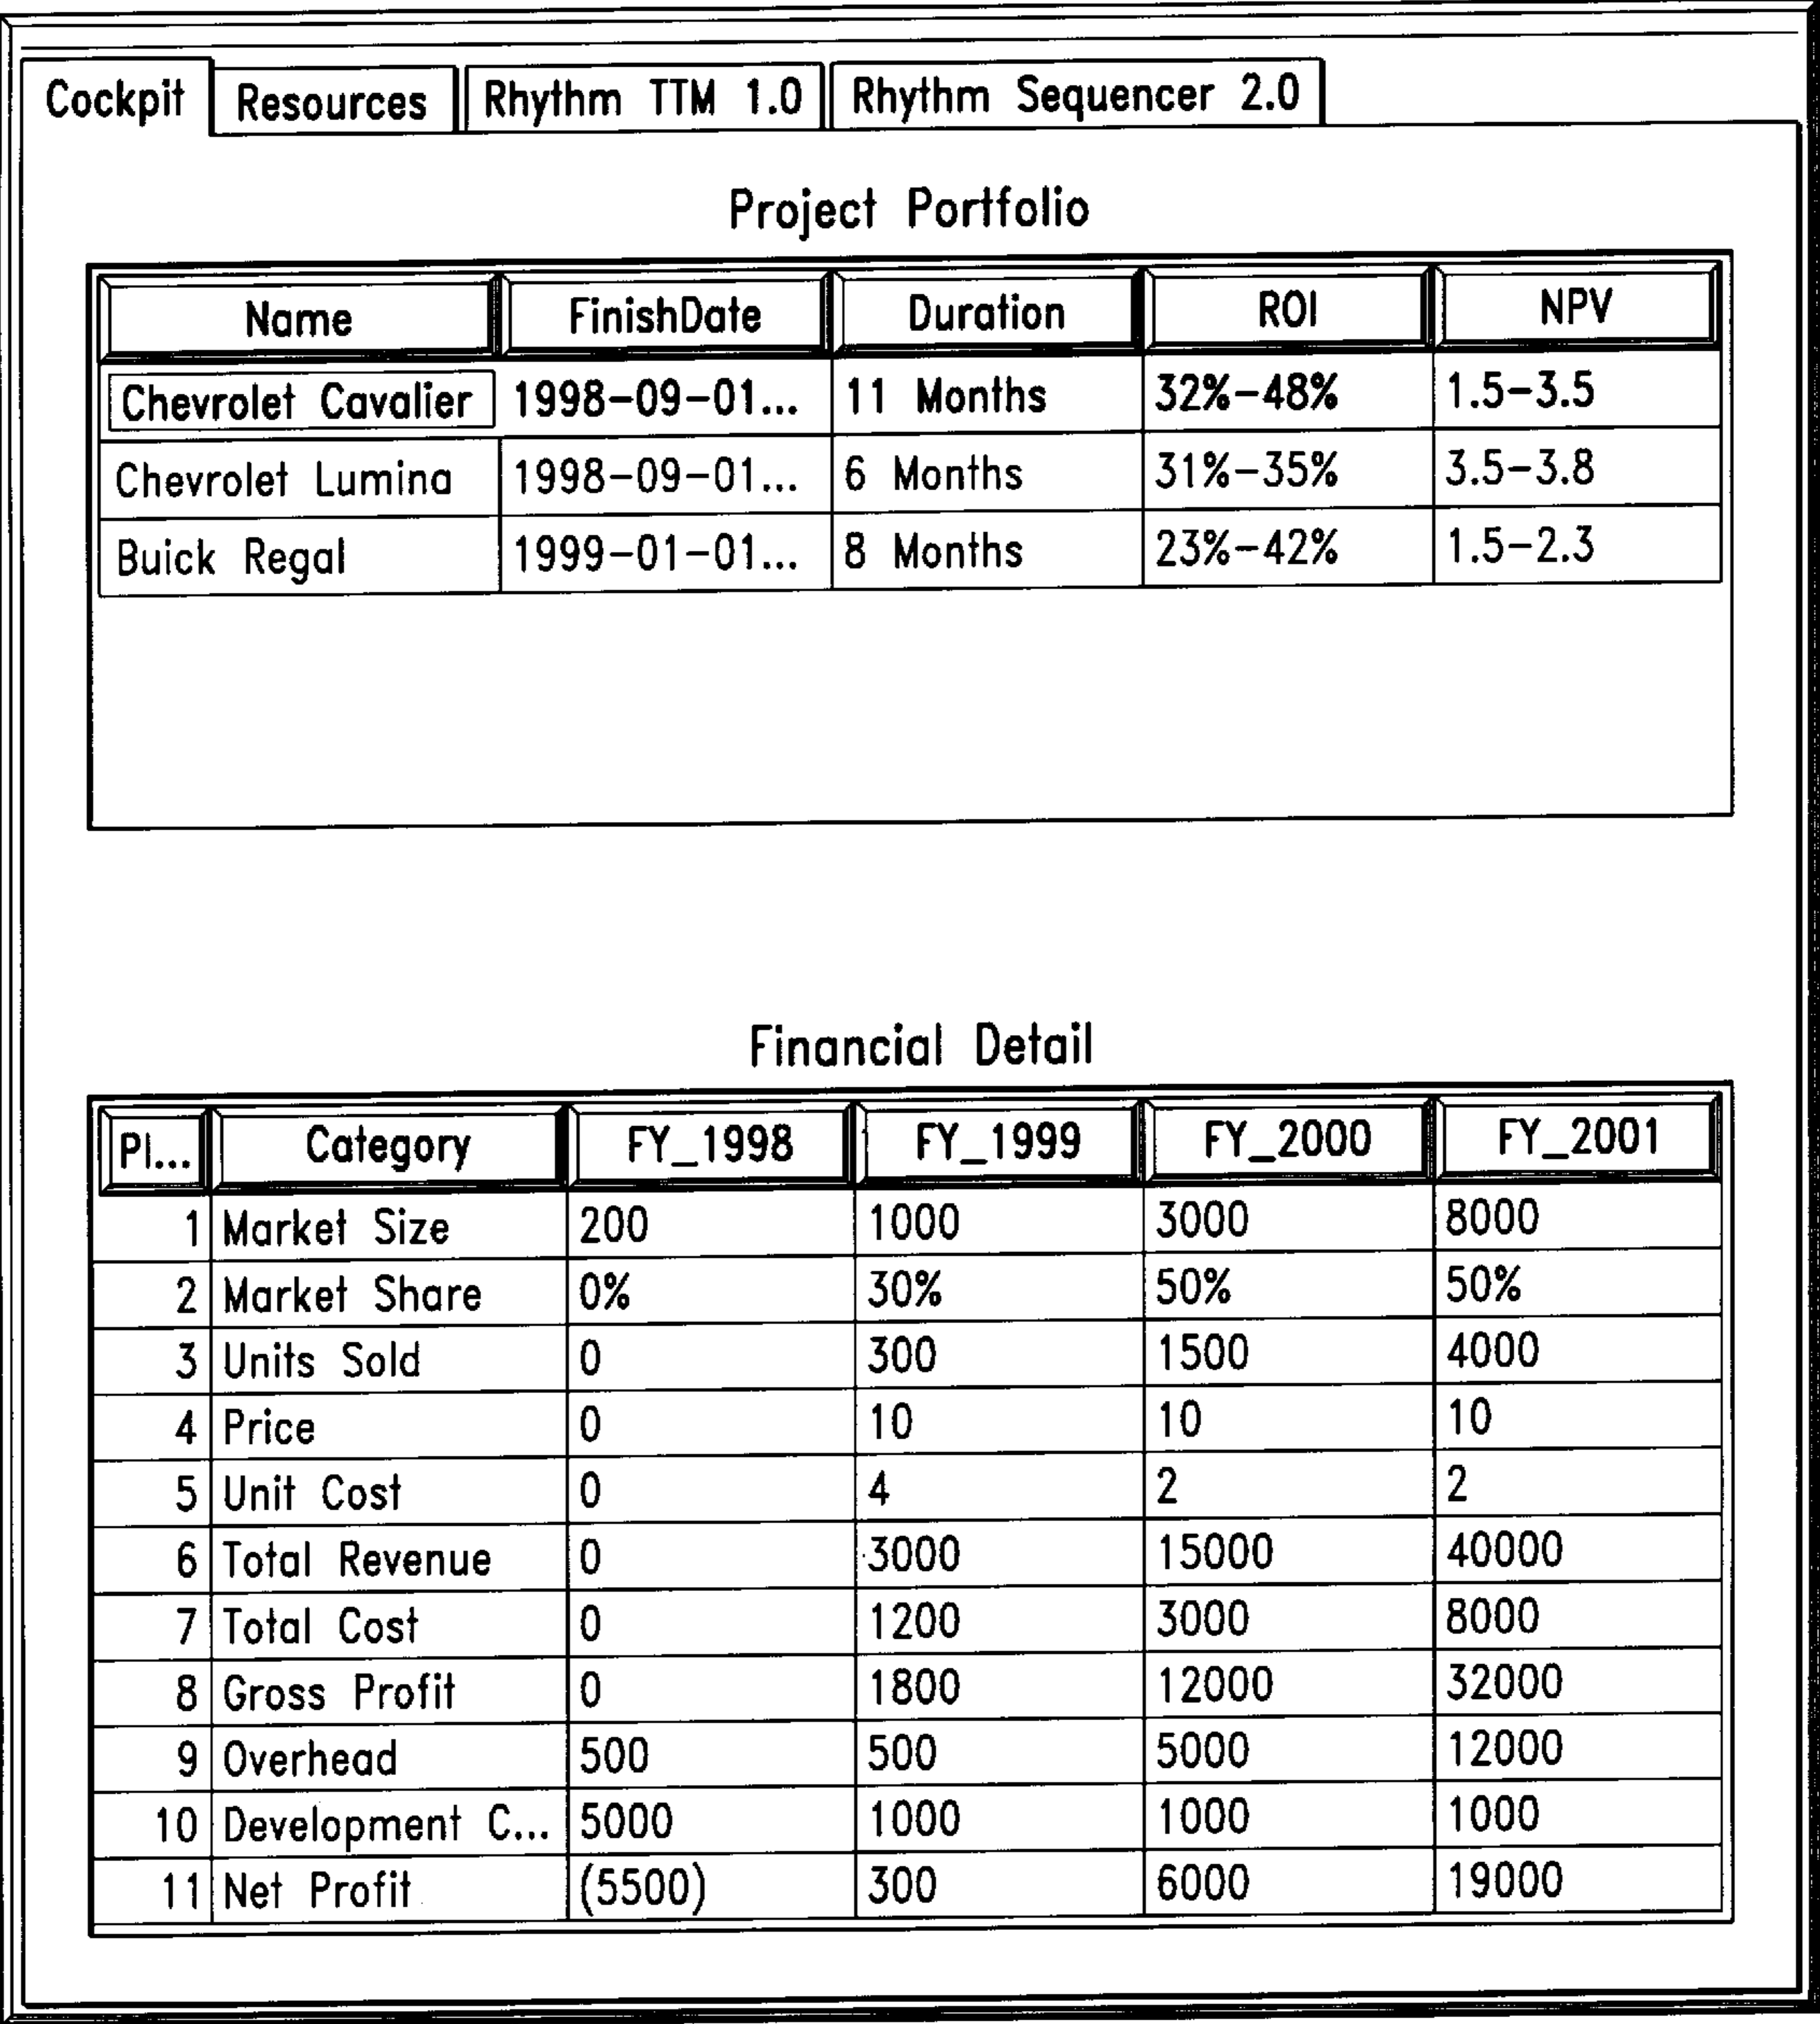 Cockpit Resources Rhythm TTM 1.0 Rhythm Sequencer 2.0
Project Portfolio
Name FinishDate Duration ROI NPV
Chevrolet Cavalier 1998-09-01... 11 Months 32%-48% 1.5-3.5
Chevrolet Lumina 1998-09-01... 6 Months 31%-35% 3.5-3.8
Buick Regal 1999-01-01... 8 Months 23%-42% 1.5-2.3
Financial Detail
Pl... Category FY_1998 FY_1999 FY_2000 FY_2001
1 Market Size 200 1000 3000 8000
2 Market Share 0% 30% 50% 50%
3 Units Sold 0 300 1500 4000
4 Price 0 10 10 10
5 Unit Cost 0 4 2 2
6 Total Revenue 0 3000 15000 40000
7 Total Cost 0 1200 3000 8000
8 Gross Profit 0 1800 12000 32000
9 Overhead 500 500 5000 12000
10 Development C... 5000 1000 1000 1000
11 Net Profit (5500) 300 6000 19000